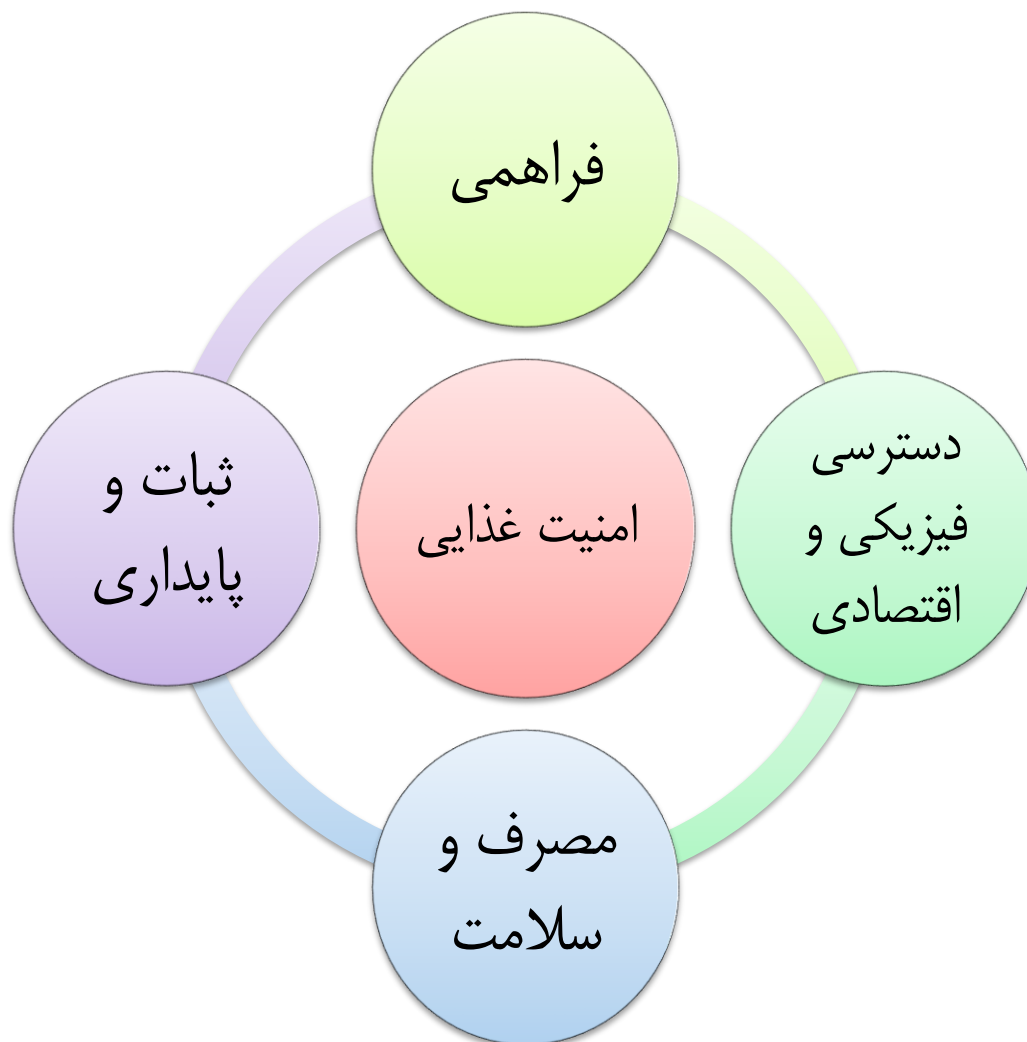 فراهمی
دسترسی
فیزیکی و
اقتصادی
امنیت غذایی
ثبات و
پایداری
مصرف و
سلامت